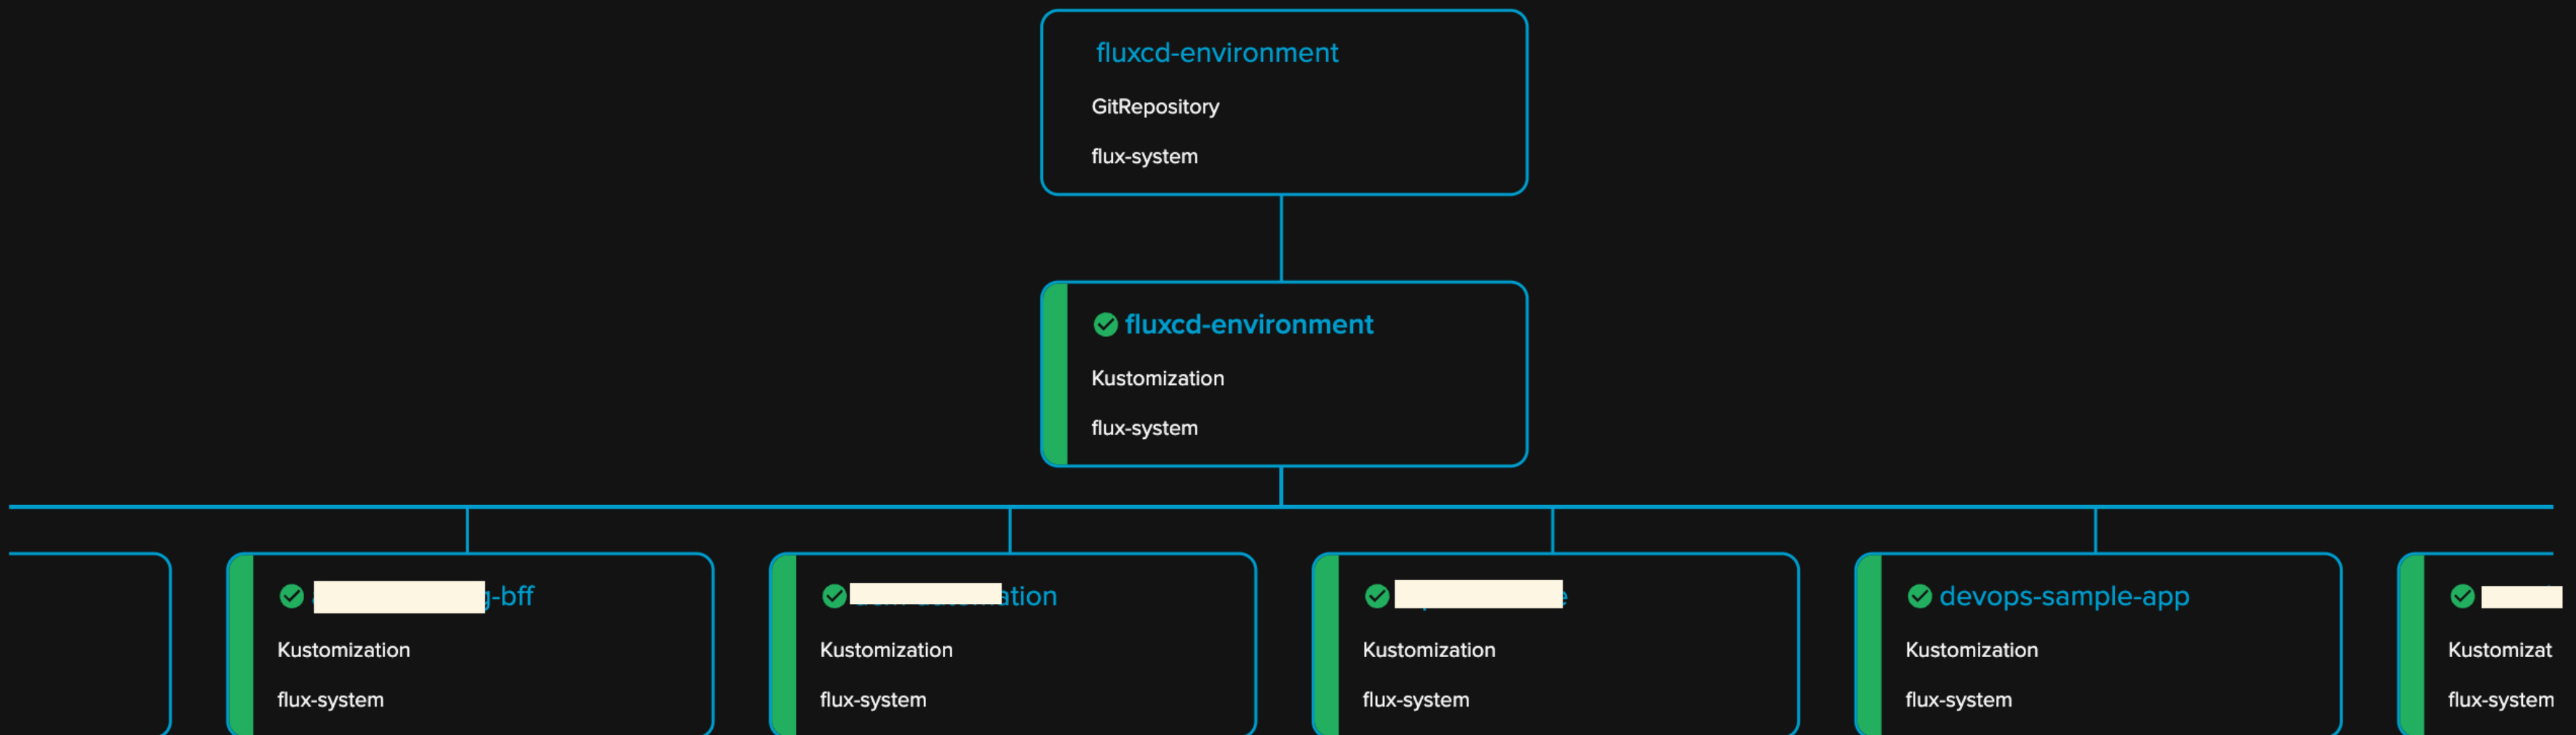 fluxcd-environment
GitRepository
flux-system
fluxcd-environment
Kustomization
flux-system
-bff
ation
devops-sample-app
Kustomization
Kustomization
Kustomization
Kustomization
Kustomizat
flux-system
flux-system
flux-system
flux-system
flux-system